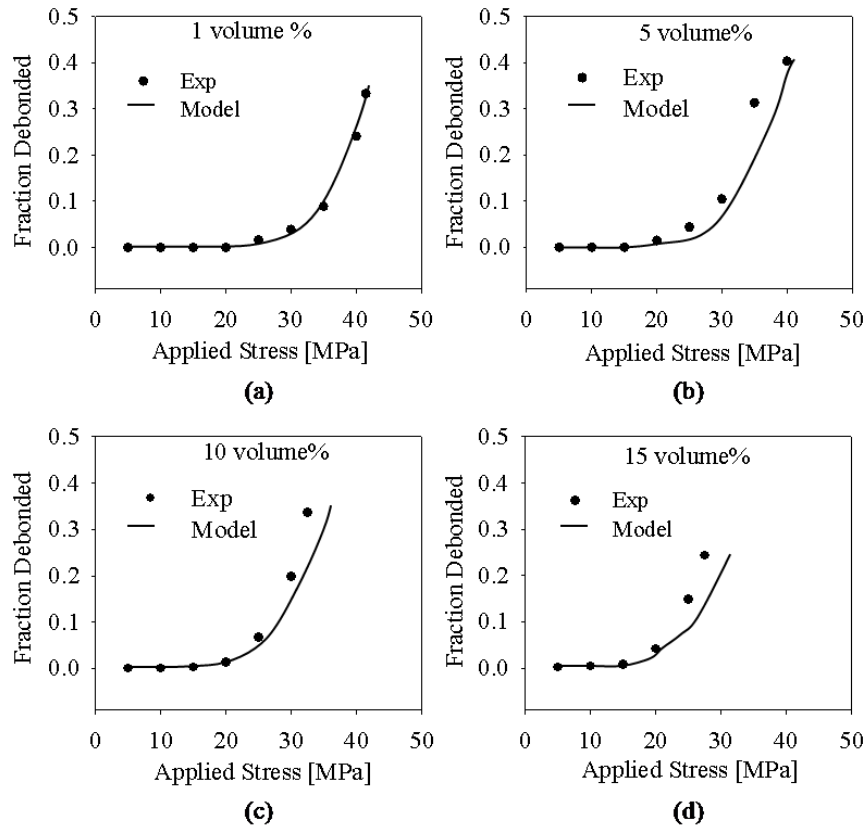 1 volume %
Exp
Model
0.5
0.4
0.3
0.2
0.1
0.0
Fraction Debonded
0 10 20 30 40 50
Applied Stress [MPa]
(a)
5 volume%
Exp
Model
0.5
0.4
0.3
0.2
0.1
0.0
Fraction Debonded
0 10 20 30 40 50
Applied Stress [MPa]
(b)
10 volume%
Exp
Model
0.5
0.4
0.3
0.2
0.1
0.0
Fraction Debonded
0 10 20 30 40 50
Applied Stress [MPa]
(c)
15 volume%
Exp
Model
0.5
0.4
0.3
0.2
0.1
0.0
Fraction Debonded
0 10 20 30 40 50
Applied Stress [MPa]
(d)